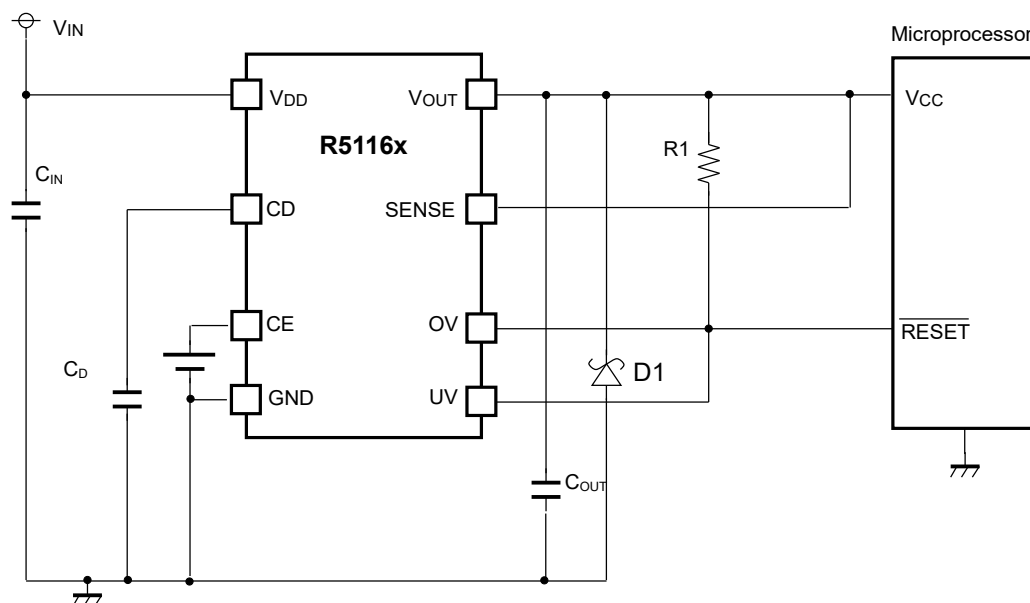 VIN
Microprocessor
VDD
VOUT
VCC
R5116x
R1
CIN
CD
SENSE
CE
OV
RESET
CD
GND
UV
D1
COUT